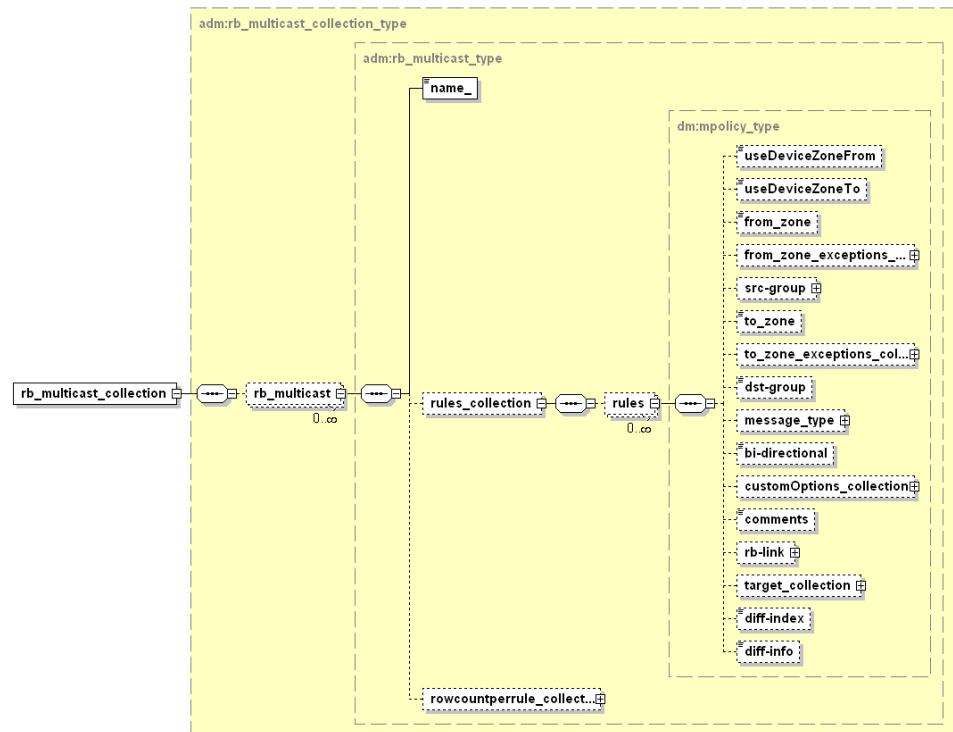 adm:rb_multicast_collection_type
adm:rb_multicast_type
name_
dm:mpolicy_type
useDeviceZoneFrom
useDeviceZoneTo
from_zone
from_zone_exceptions_...
src-group
to_zone
to_zone_exceptions_col...
rb_multicast_collection
rb_multicast
0..∞
rules_collection
rules
0..∞
dst-group
message_type
bi-directional
customOptions_collection
comments
rb-link
target_collection
diff-index
diff-info
rowcountperrule_collect...